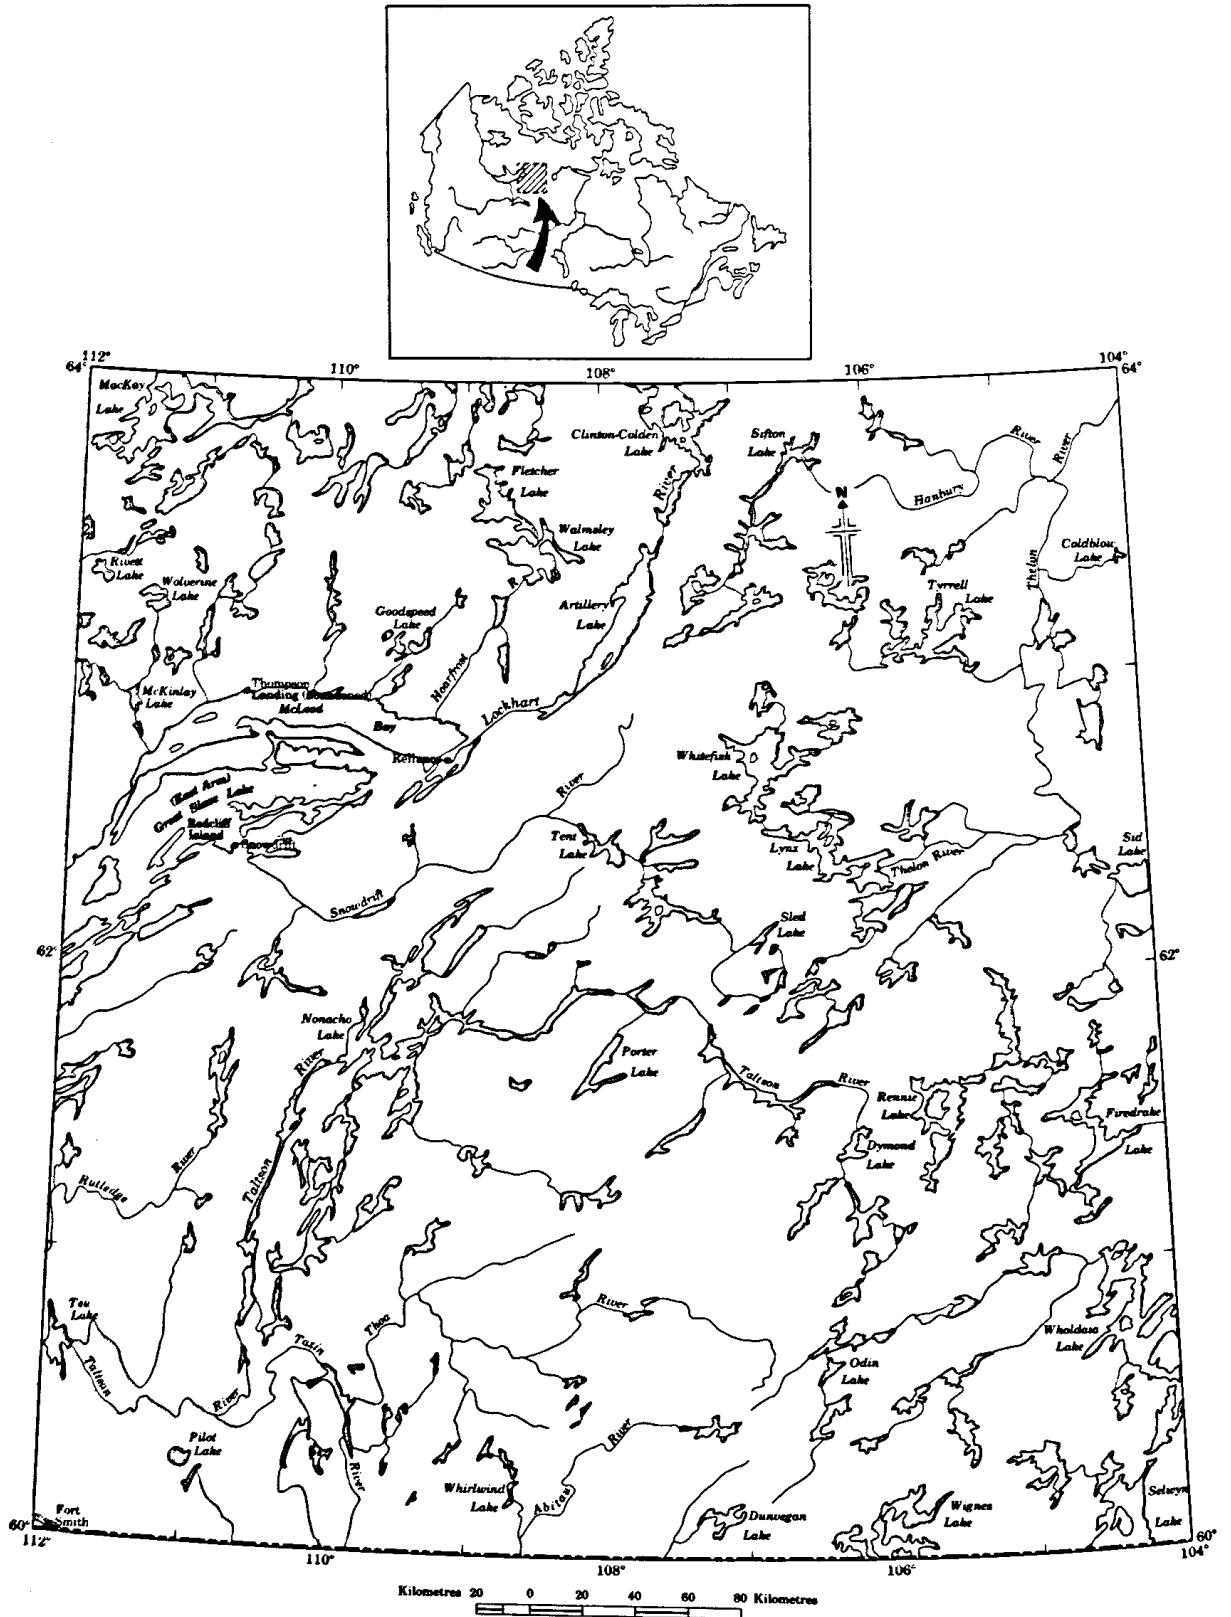 112°
64°
110°
108°
106°
104°
64°
MacKay
Lake
Clinton-Colden
Lake
River
Sifton
Lake
River
River
Fletcher
Lake
Hanbury
N
Walmsley
Lake
Coldblow
Lake
Rivett
Lake
Wolverine
Lake
R.
Artillery
Lake
Thelon
Tyrrell
Lake
Goodspeed
Lake
Hoarfrost
McKinlay
Lake
Thompson
Landing (Abandoned)
McLeod
Bay
Lockhart
Reliance
Whitefish
Lake
River
(East Arm)
Great Slave Lake
Redcliff
Island
Snowdrift
Tent
Lake
Lynx
Lake
Thelon River
Sid
Lake
Snowdrift
Sled
Lake
62°
62°
Nonacho
Lake
River
Porter
Lake
Taltson
River
Rennie
Lake
Firedrake
Lake
Dymond
Lake
Rutledge
River
Taltson
Tsu
Lake
Taltson
River
Tazin
Thoa
River
Wholdaia
Lake
Odin
Lake
Pilot
Lake
River
River
Whirlwind
Lake
Abitau
Dunvegan
Lake
Wignes
Lake
Selwyn
Lake
Fort
Smith
60°
112°
110°
108°
106°
60°
104°
Kilometres 20 0 20 40 60 80 Kilometres